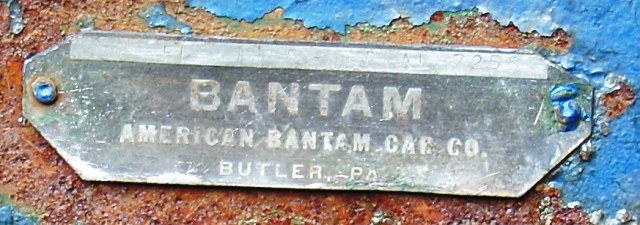 BANTAM
AMERICAN BANTAM CAR CO.
BUTLER, PA